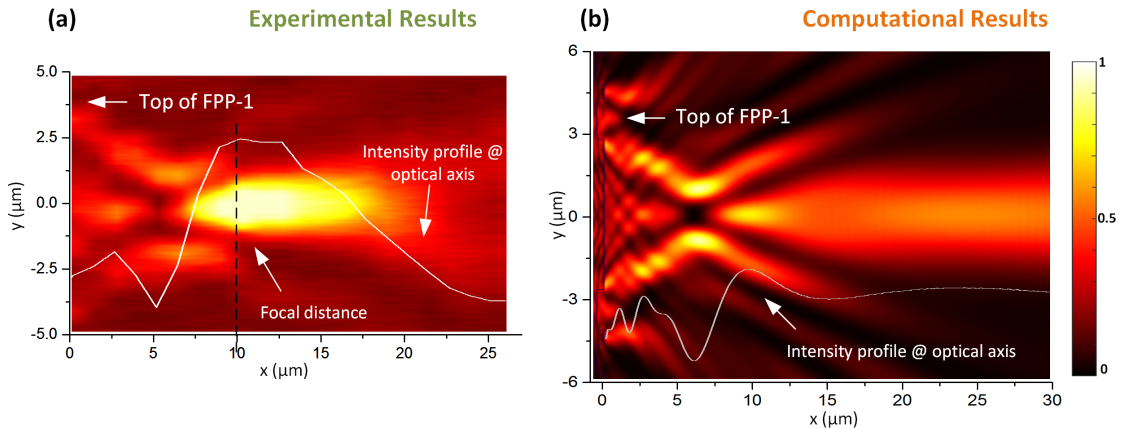 (a)
Experimental Results
5.0
2.5
0.0
-2.5
-5.0
y (µm)
Top of FPP-1
Intensity profile @
optical axis
Focal distance
0
5
10
15
20
25
x (µm)
(b)
Computational Results
6
3
0
-3
-6
y (µm)
Top of FPP-1
Intensity profile @ optical axis
0
5
10
15
20
25
30
x (µm)
1
0.5
0